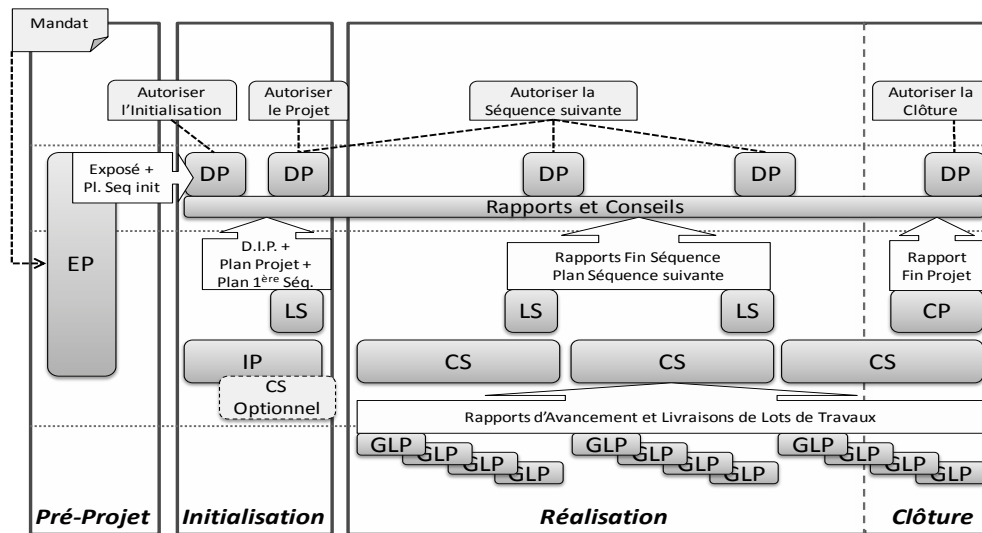 Mandat
Autoriser
l'Initialisation
Autoriser
le Projet
Autoriser la
Séquence suivante
Autoriser la
Clôture
Exposé +
Pl. Seq init
DP
DP
DP
DP
DP
Rapports et Conseils
EP
D.I.P. +
Plan Projet +
Plan 1ère Séq.
Rapports Fin Séquence
Plan Séquence suivante
Rapport
Fin Projet
LS
LS
LS
CP
IP
CS
CS
CS
CS
Optionnel
Rapports d'Avancement et Livraisons de Lots de Travaux
GLP
GLP
GLP
GLP
GLP
GLP
GLP
GLP
GLP
GLP
GLP
GLP
Pré-Projet
Initialisation
Réalisation
Clôture